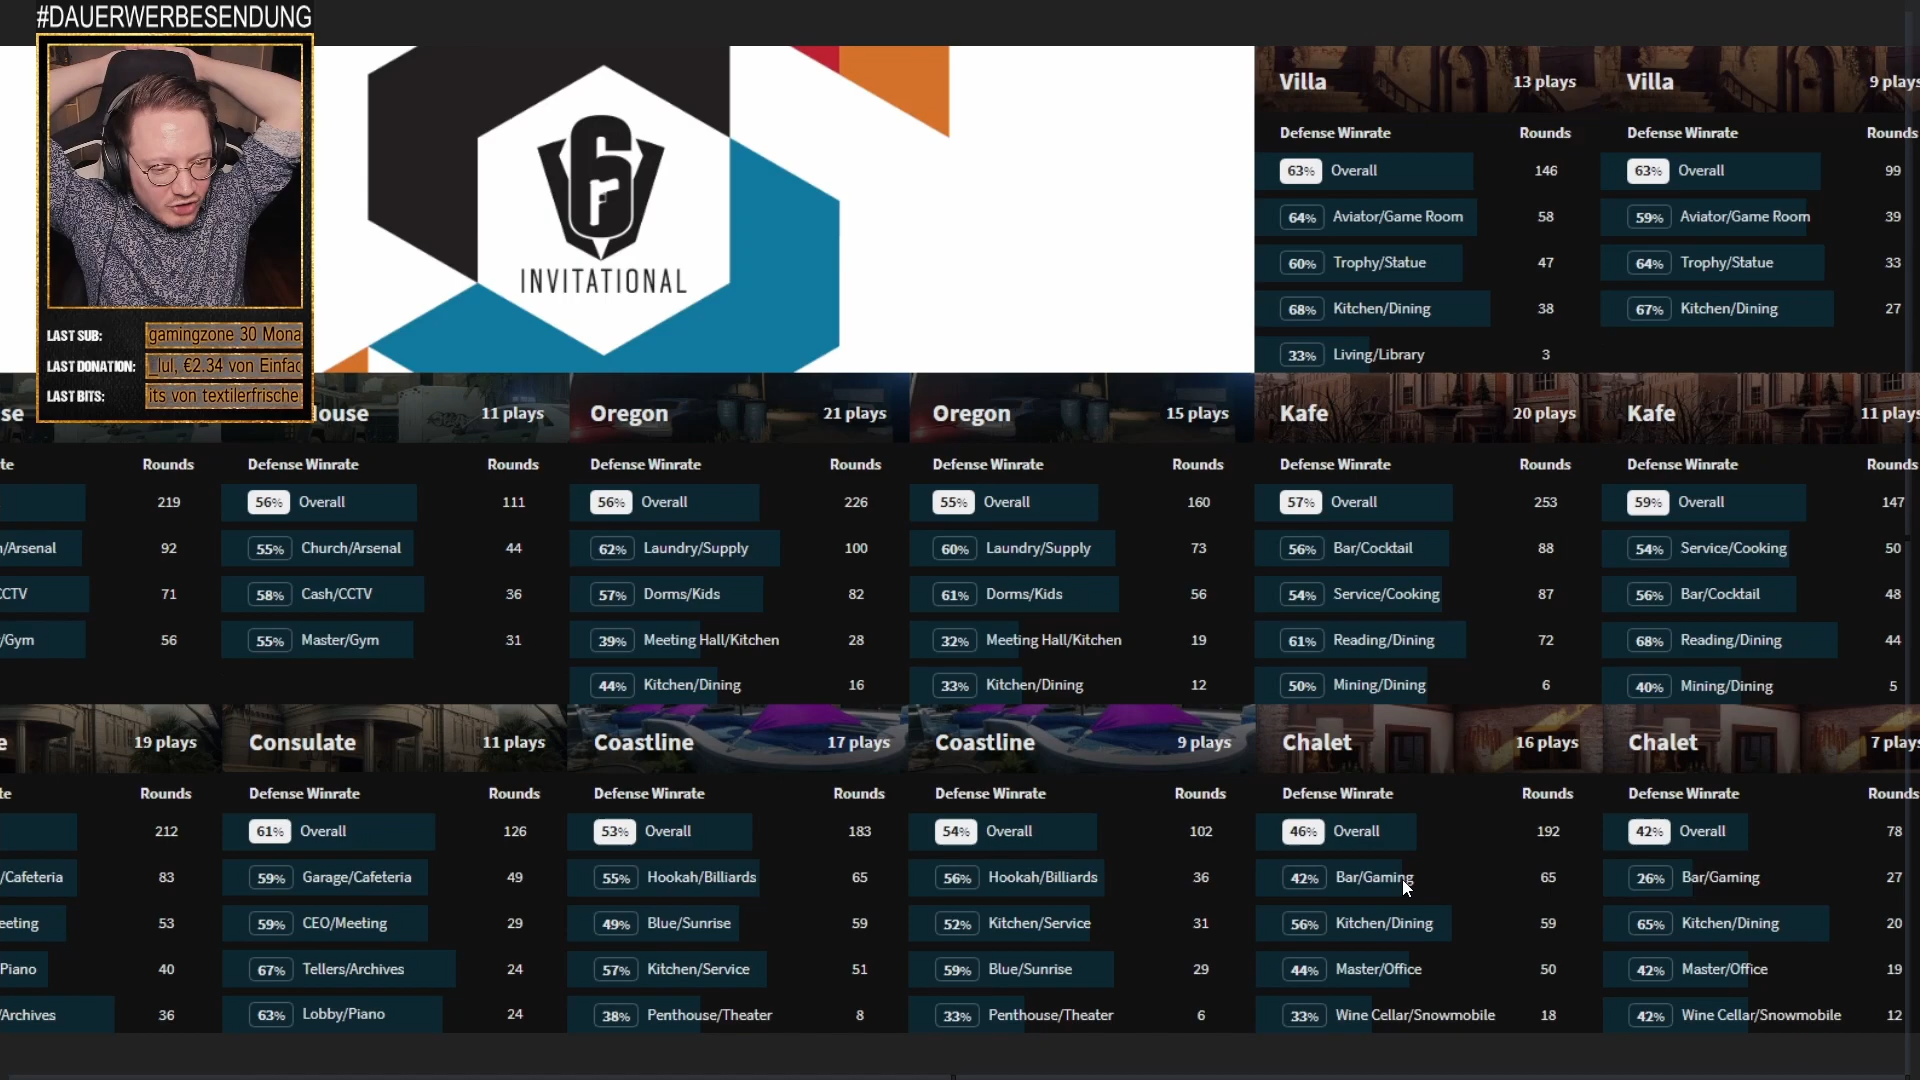 #DAUERWERBESENDUNG
6
INVITATIONAL
LAST SUB: gamingzone 30 Mona
LAST DONATION: _lul, €2.34 von Einfac
LAST BITS: its von textilerfrische
Villa 13 plays
Defense Winrate Rounds
63% Overall 146
64% Aviator/Game Room 58
60% Trophy/Statue 47
68% Kitchen/Dining 38
33% Living/Library 3
Villa 9 plays
Defense Winrate Rounds
63% Overall 99
59% Aviator/Game Room 39
64% Trophy/Statue 33
67% Kitchen/Dining 27
se
te Rounds
219
/Arsenal 92
CCTV 71
/Gym 56
louse 11 plays
Defense Winrate Rounds
56% Overall 111
55% Church/Arsenal 44
58% Cash/CCTV 36
55% Master/Gym 31
Oregon 21 plays
Defense Winrate Rounds
56% Overall 226
62% Laundry/Supply 100
57% Dorms/Kids 82
39% Meeting Hall/Kitchen 28
44% Kitchen/Dining 16
Oregon 15 plays
Defense Winrate Rounds
55% Overall 160
60% Laundry/Supply 73
61% Dorms/Kids 56
32% Meeting Hall/Kitchen 19
33% Kitchen/Dining 12
Kafe 20 plays
Defense Winrate Rounds
57% Overall 253
56% Bar/Cocktail 88
54% Service/Cooking 87
61% Reading/Dining 72
50% Mining/Dining 6
Kafe 11 plays
Defense Winrate Rounds
59% Overall 147
54% Service/Cooking 50
56% Bar/Cocktail 48
68% Reading/Dining 44
40% Mining/Dining 5
e 19 plays
te Rounds
212
/Cafeteria 83
eeting 53
Piano 40
/Archives 36
Consulate 11 plays
Defense Winrate Rounds
61% Overall 126
59% Garage/Cafeteria 49
59% CEO/Meeting 29
67% Tellers/Archives 24
63% Lobby/Piano 24
Coastline 17 plays
Defense Winrate Rounds
53% Overall 183
55% Hookah/Billiards 65
49% Blue/Sunrise 59
57% Kitchen/Service 51
38% Penthouse/Theater 8
Coastline 9 plays
Defense Winrate Rounds
54% Overall 102
56% Hookah/Billiards 36
52% Kitchen/Service 31
59% Blue/Sunrise 29
33% Penthouse/Theater 6
Chalet 16 plays
Defense Winrate Rounds
46% Overall 192
42% Bar/Gaming 65
56% Kitchen/Dining 59
44% Master/Office 50
33% Wine Cellar/Snowmobile 18
Chalet 7 plays
Defense Winrate Rounds
42% Overall 78
26% Bar/Gaming 27
65% Kitchen/Dining 20
42% Master/Office 19
42% Wine Cellar/Snowmobile 12